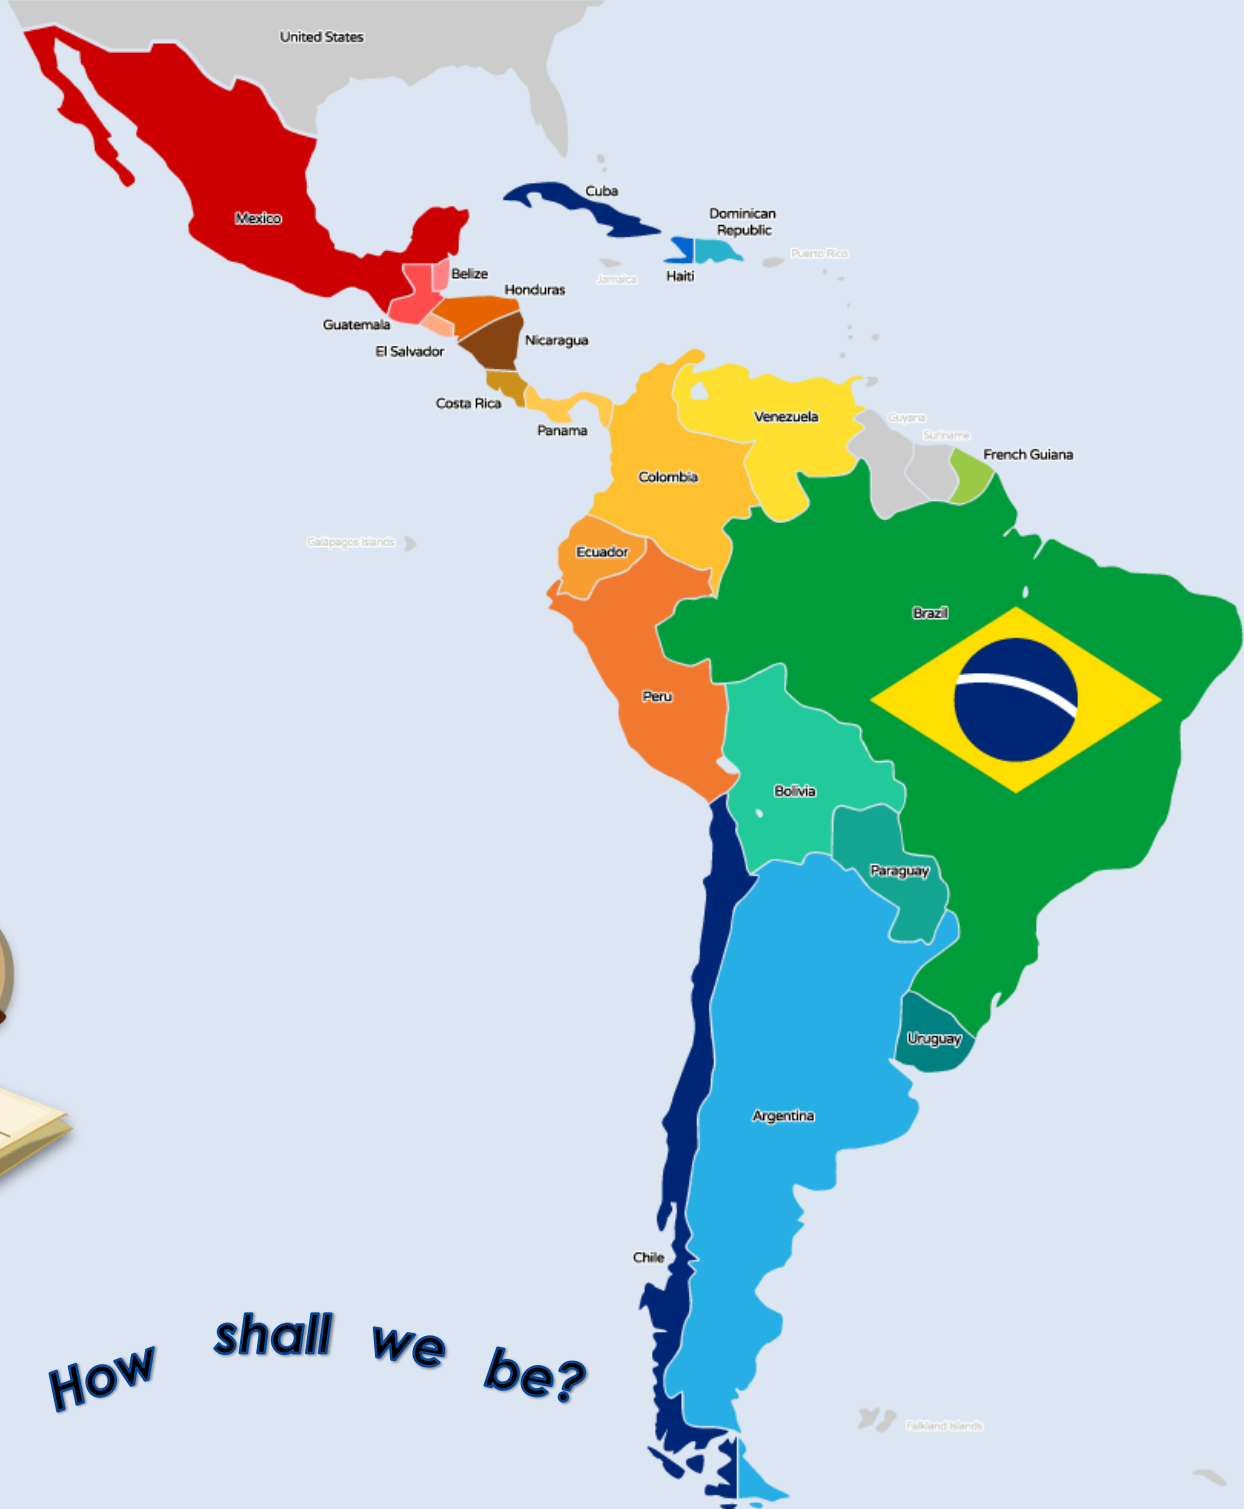 United States
Mexico
Cuba
Dominican
Republic
Puerto Rico
Jamaica
Haiti
Belize
Honduras
Guatemala
El Salvador
Nicaragua
Costa Rica
Panama
Venezuela
Guyana
Suriname
French Guiana
Colombia
Galápagos Islands
Ecuador
Brazil
Peru
Bolivia
Paraguay
Uruguay
Argentina
Chile
How shall we be?
Falkland Islands